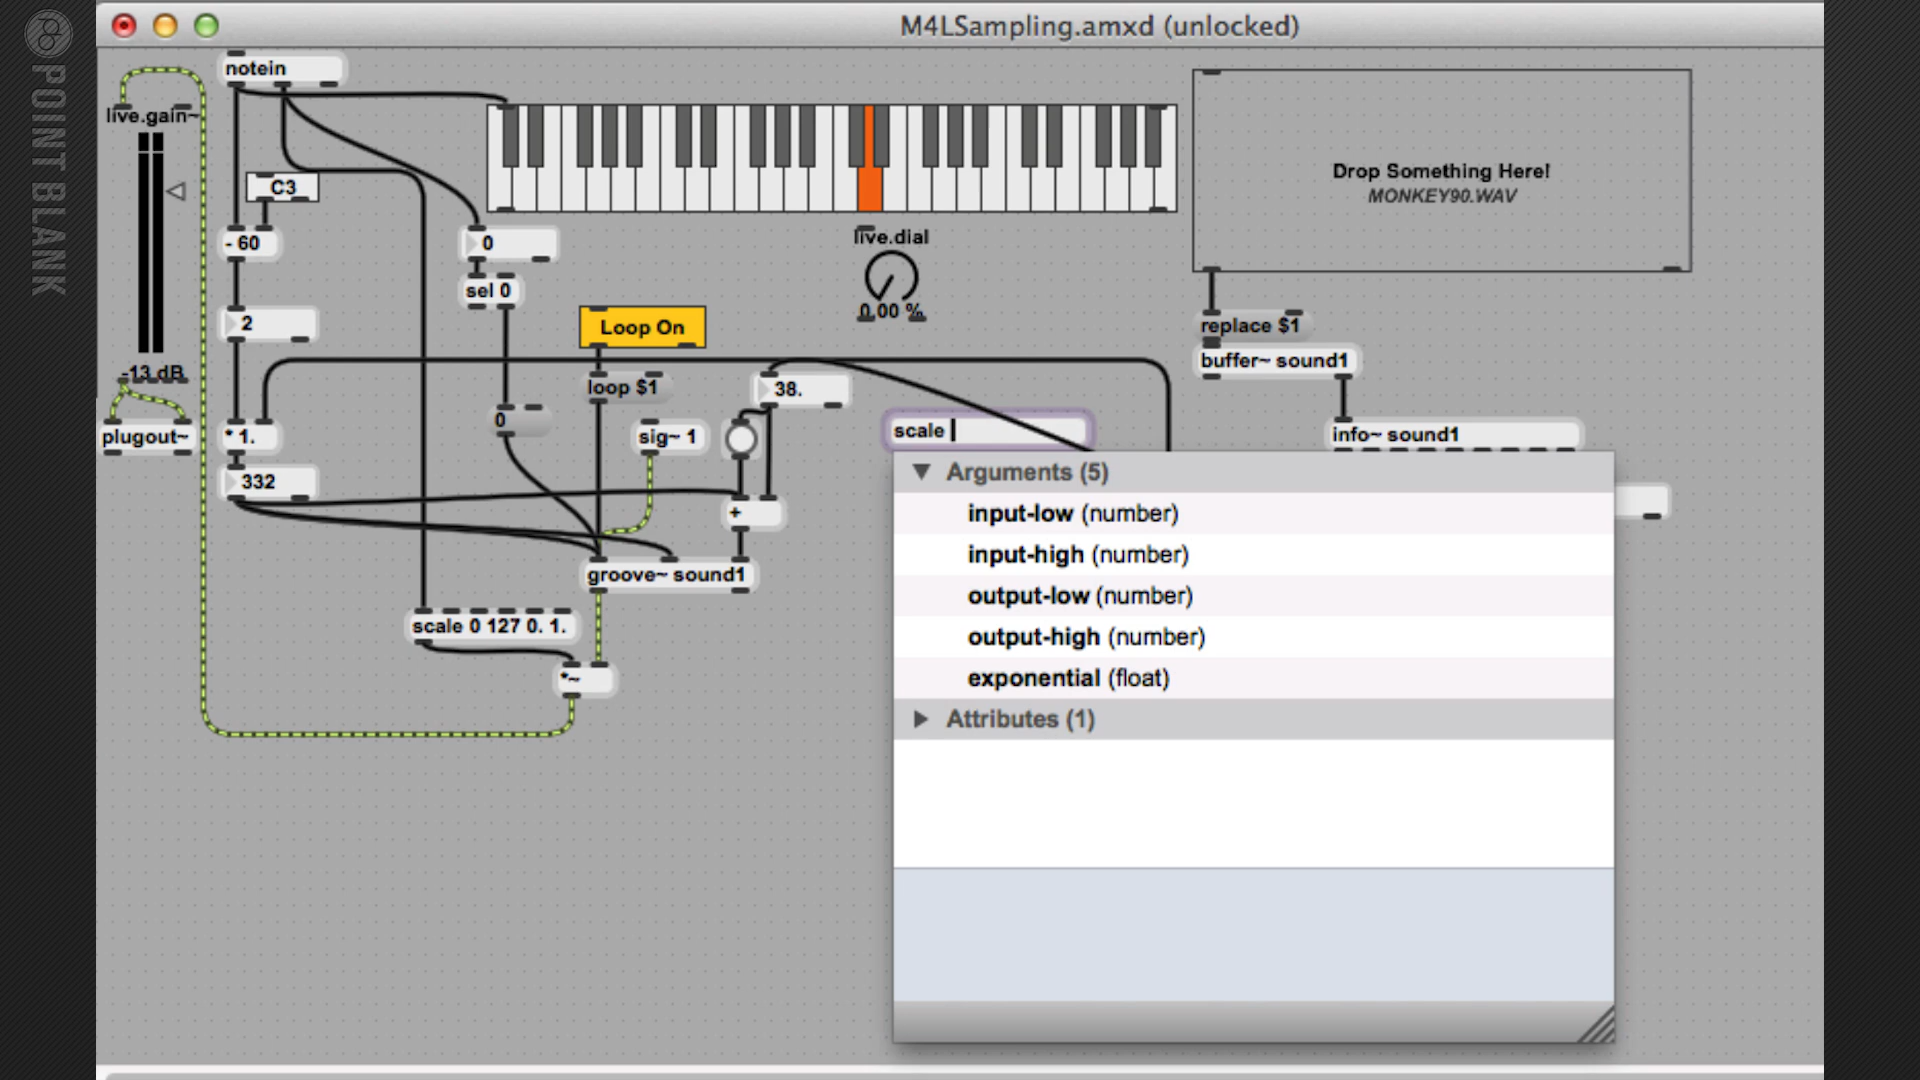 M4LSampling.amxd (unlocked)
POINT BLANK
notein
live.gain~
C3
- 60
0
sel 0
2
Loop On
live.dial
0.00 %
Drop Something Here!
MONKEY90.WAV
replace $1
buffer~ sound1
-13 dB
loop $1
38.
0
plugout~
* 1.
sig~ 1
scale
info~ sound1
332
+
groove~ sound1
scale 0 127 0. 1.
*~
Arguments (5)
input-low (number)
input-high (number)
output-low (number)
output-high (number)
exponential (float)
Attributes (1)